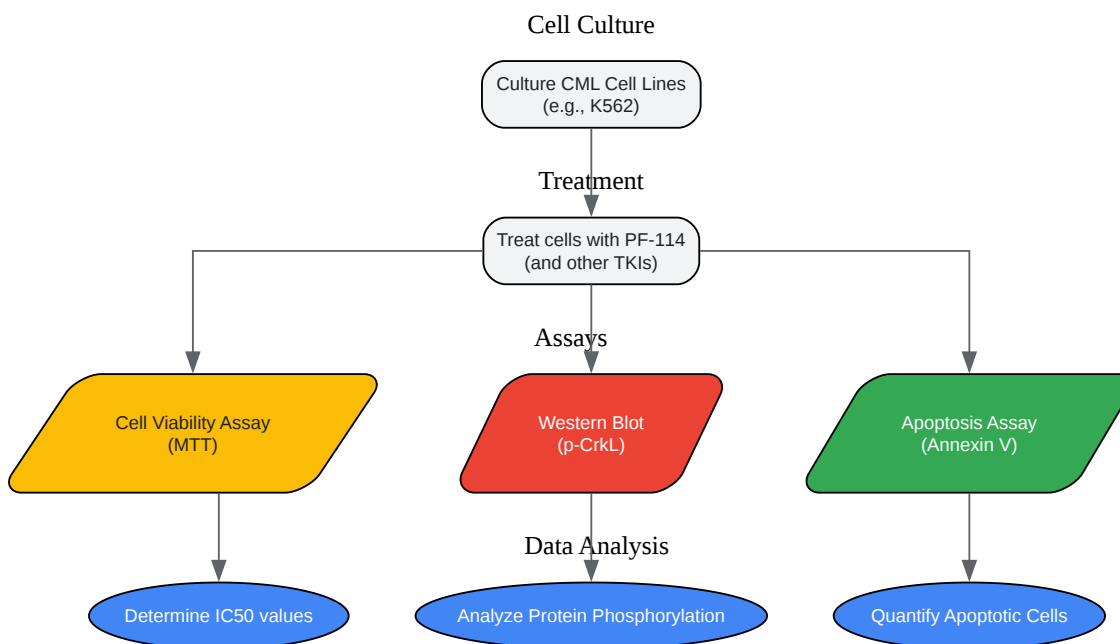 Cell Culture
Culture CML Cell Lines
(e.g., K562)
Treatment
Treat cells with PF-114
(and other TKIs)
Assays
Cell Viability Assay
(MTT)
Western Blot
(p-CrkL)
Apoptosis Assay
(Annexin V)
Data Analysis
Determine IC50 values
Analyze Protein Phosphorylation
Quantify Apoptotic Cells